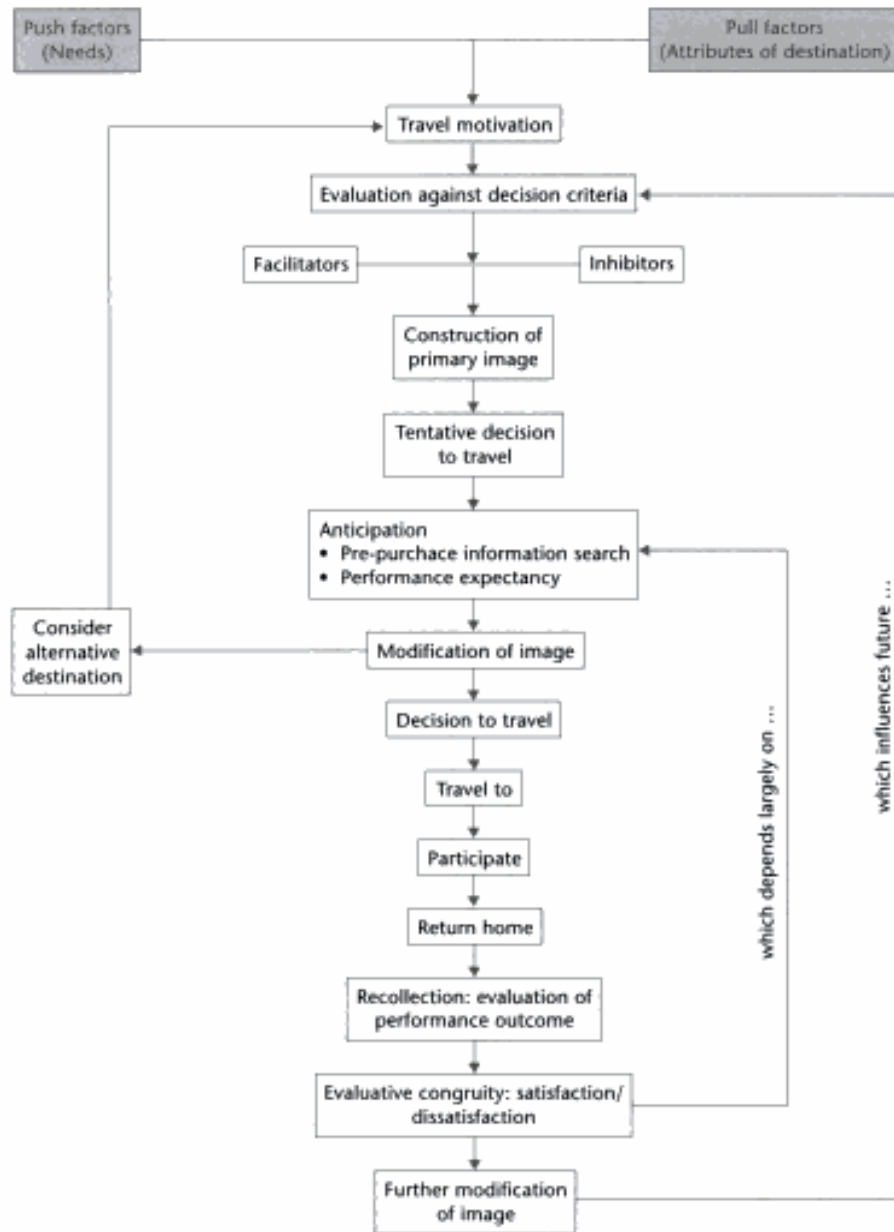 Push factors
(Needs)
Pull factors
(Attributes of destination)
Travel motivation
Evaluation against decision criteria
Facilitators
Inhibitors
Construction of
primary image
Tentative decision
to travel
Anticipation
• Pre-purchace information search
• Performance expectancy
Consider
alternative
destination
Modification of image
Decision to travel
Travel to
Participate
Return home
Recollection: evaluation of
performance outcome
Evaluative congruity: satisfaction/
dissatisfaction
Further modification
of image
which depends largely on ...
which influences future ...